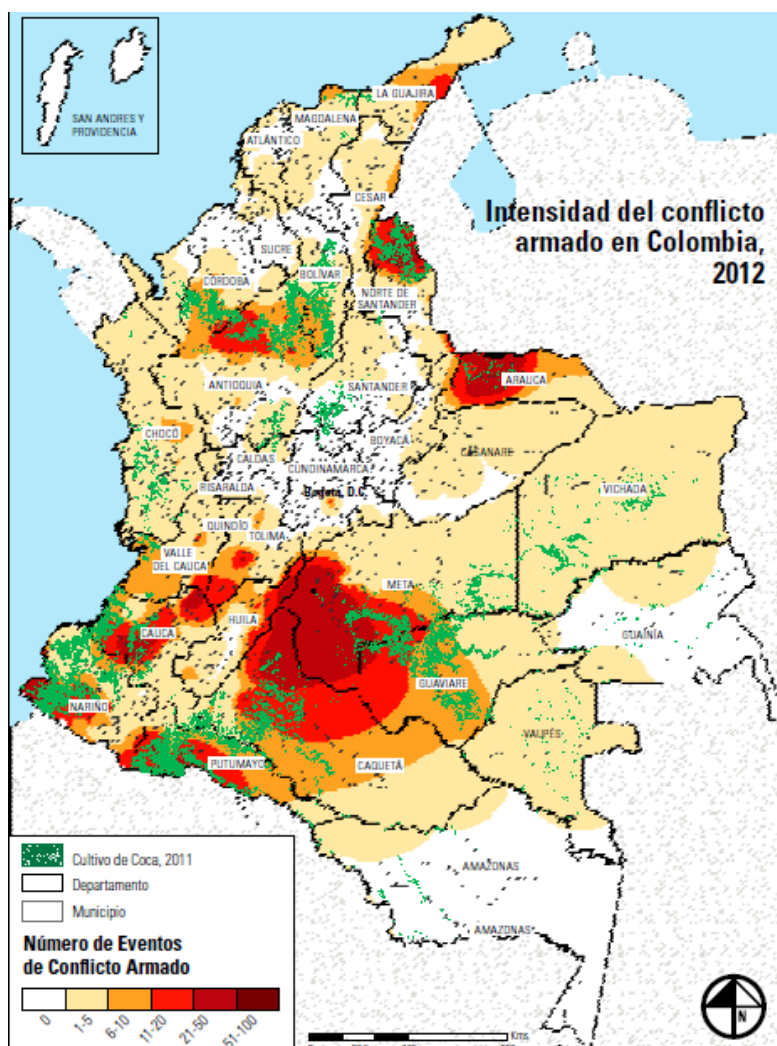 SAN ANDRES Y
PROVIDENCIA
LA GUAJIRA
MAGDALENA
ATLÁNTICO
CESAR
Intensidad del conflicto
armado en Colombia,
2012
SUCRE
BOLÍVAR
CÓRDOBA
NORTE DE
SANTANDER
ANTIOQUIA
SANTANDER
ARAUCA
CHOCÓ
BOYACÁ
CALDAS
CASANARE
CUNDINAMARCA
RISARALDA
Bogotá, D.C.
VICHADA
QUINDÍO
TOLIMA
VALLE
DEL CAUCA
META
HUILA
CAUCA
GUAINÍA
GUAVIARE
NARIÑO
VAUPÉS
PUTUMAYO
CAQUETÁ
AMAZONAS
AMAZONAS
Cultivo de Coca, 2011
Departamento
Municipio
Número de Eventos
de Conflicto Armado
0
1-5
6-10
11-20
21-50
51-100
N
Kms.